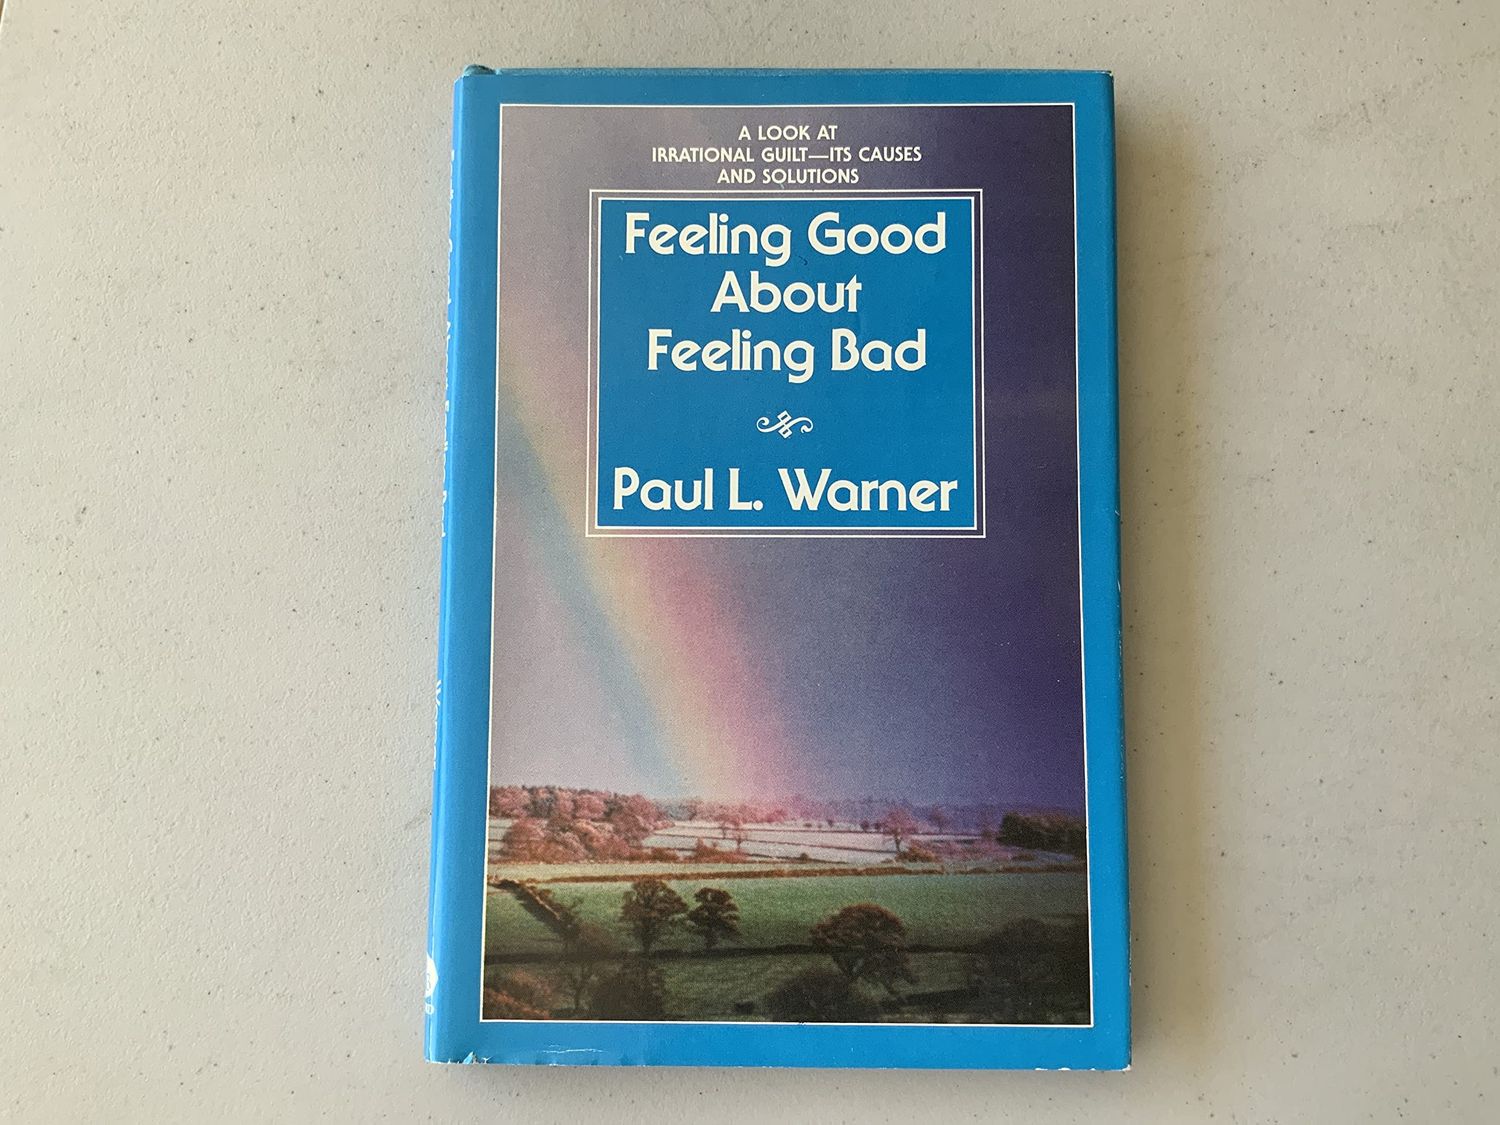 A LOOK AT
IRRATIONAL GUILT—ITS CAUSES
AND SOLUTIONS
Feeling Good
About
Feeling Bad
Paul L. Warner